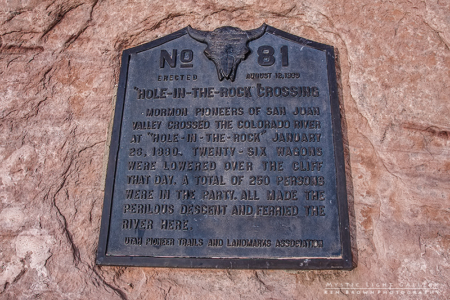 No 81
ERECTED AUGUST 18, 1939
"HOLE-IN-THE-ROCK" CROSSING
MORMON PIONEERS OF SAN JUAN
VALLEY CROSSED THE COLORADO RIVER
AT "HOLE-IN-THE-ROCK" JANUARY
26, 1880. TWENTY-SIX WAGONS
WERE LOWERED OVER THE CLIFF
THAT DAY. A TOTAL OF 250 PERSONS
WERE IN THE PARTY. ALL MADE THE
PERILOUS DESCENT AND FERRIED THE
RIVER HERE.
UTAH PIONEER TRAILS AND LANDMARKS ASSOCIATION